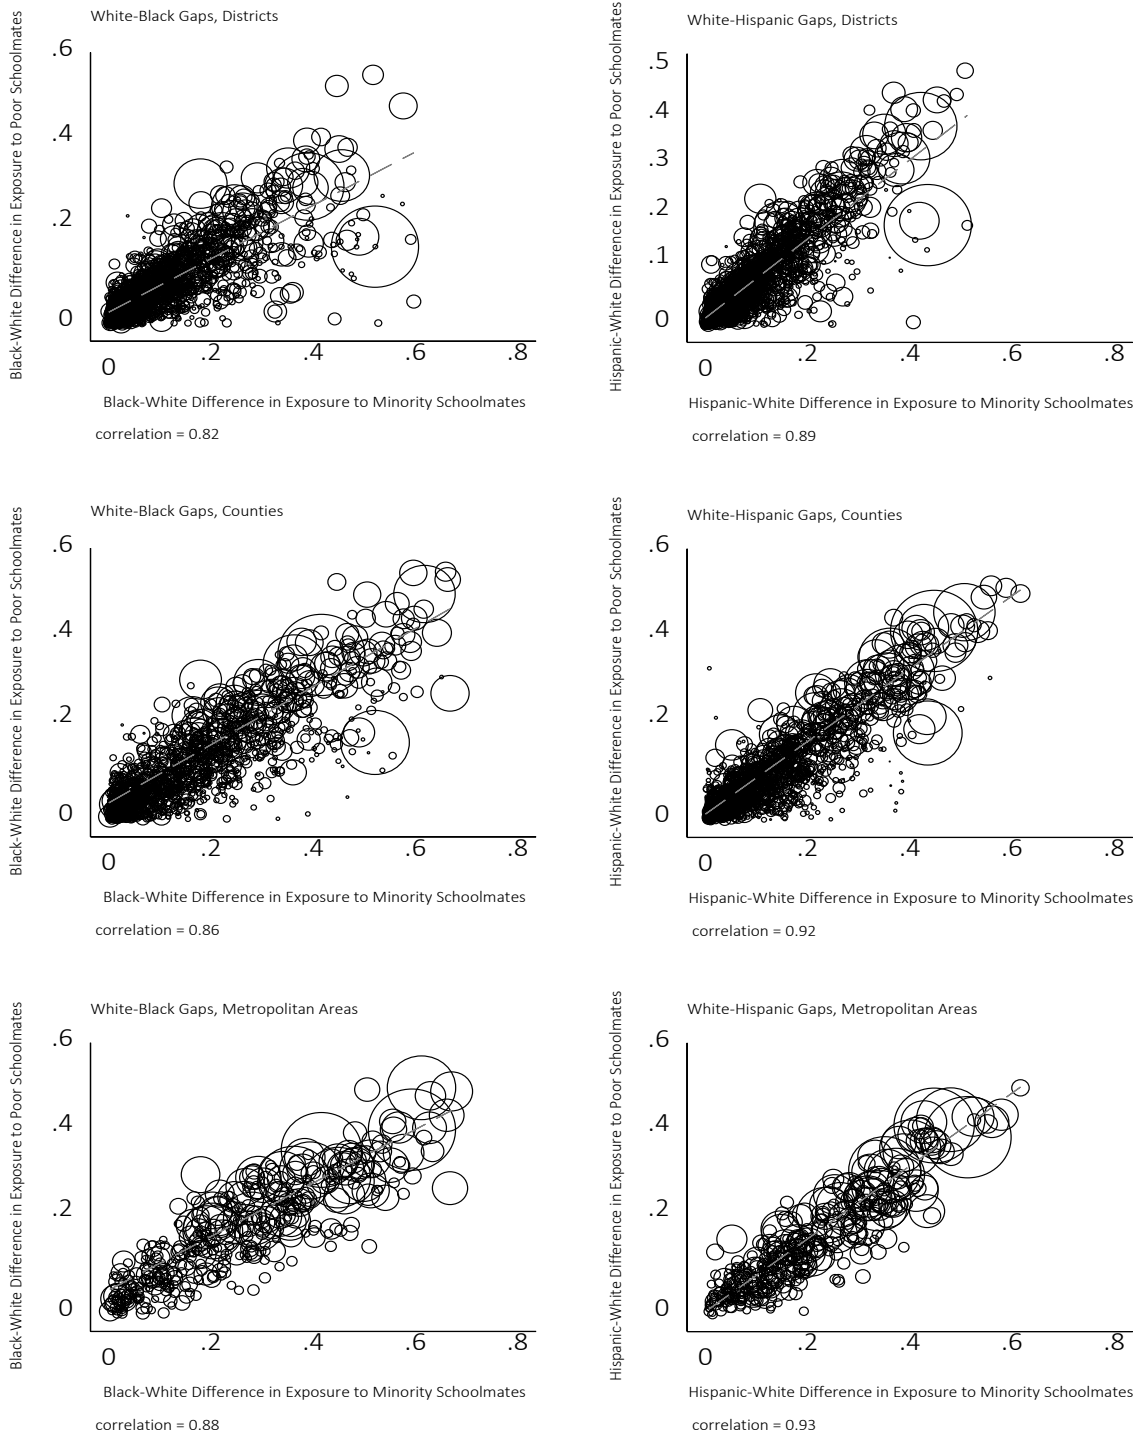 White-Black Gaps, Districts
Black-White Difference in Exposure to Poor Schoolmates
.6
.4
.2
0
0
.2
.4
.6
.8
Black-White Difference in Exposure to Minority Schoolmates
correlation = 0.82
White-Hispanic Gaps, Districts
Hispanic-White Difference in Exposure to Poor Schoolmates
.5
.4
.3
.2
.1
0
0
.2
.4
.6
.8
Hispanic-White Difference in Exposure to Minority Schoolmates
correlation = 0.89
White-Black Gaps, Counties
Black-White Difference in Exposure to Poor Schoolmates
.6
.4
.2
0
0
.2
.4
.6
.8
Black-White Difference in Exposure to Minority Schoolmates
correlation = 0.86
White-Hispanic Gaps, Counties
Hispanic-White Difference in Exposure to Poor Schoolmates
.6
.4
.2
0
0
.2
.4
.6
.8
Hispanic-White Difference in Exposure to Minority Schoolmates
correlation = 0.92
White-Black Gaps, Metropolitan Areas
Black-White Difference in Exposure to Poor Schoolmates
.6
.4
.2
0
0
.2
.4
.6
.8
Black-White Difference in Exposure to Minority Schoolmates
correlation = 0.88
White-Hispanic Gaps, Metropolitan Areas
Hispanic-White Difference in Exposure to Poor Schoolmates
.6
.4
.2
0
0
.2
.4
.6
.8
Hispanic-White Difference in Exposure to Minority Schoolmates
correlation = 0.93